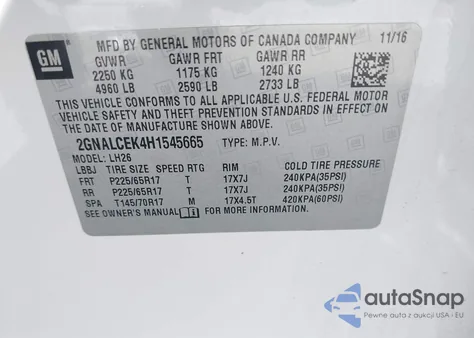 GM
MFD BY GENERAL MOTORS OF CANADA COMPANY 11/16
GVWR GAWR FRT GAWR RR
2250 KG 1175 KG 1240 KG
4960 LB 2590 LB 2733 LB
THIS VEHICLE CONFORMS TO ALL APPLICABLE U.S. FEDERAL MOTOR
VEHICLE SAFETY AND THEFT PREVENTION STANDARDS IN EFFECT ON
THE DATE OF MANUFACTURE SHOWN ABOVE.
2GNALCEK4H1545665 TYPE: M.P.V.
MODEL: LH26
LBBJ TIRE SIZE SPEED RTG RIM COLD TIRE PRESSURE
FRT P225/65R17 T 17X7J 240KPA(35PSI)
RR P225/65R17 T 17X7J 240KPA(35PSI)
SPA T145/70R17 M 17X4.5T 420KPA(60PSI)
SEE OWNER'S MANUAL FOR MORE INFORMATION
autoSnap
Pewne auta z aukcji USA i EU